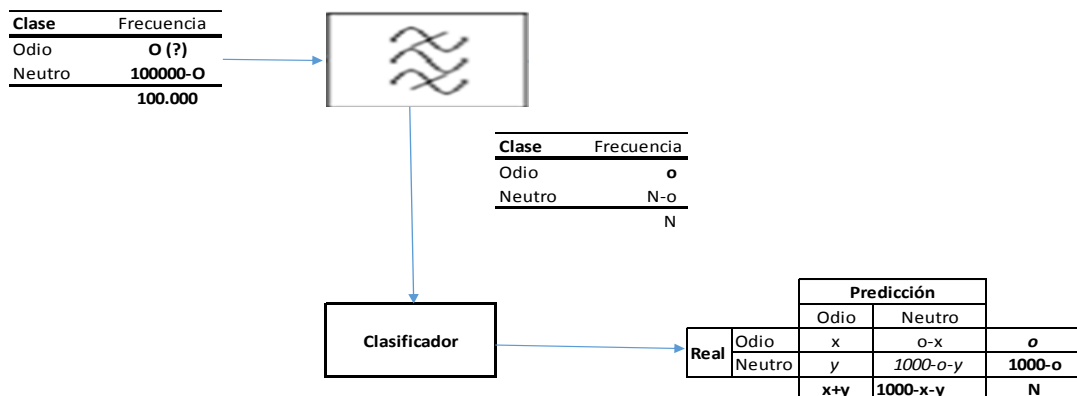 Clase Frecuencia
Odio O (?)
Neutro 100000-O
100.000
Clase Frecuencia
Odio o
Neutro N-o
N
Clasificador
Predicción
Odio Neutro
Real Odio x o-x o
Neutro y 1000-o-y 1000-o
x+y 1000-x-y N